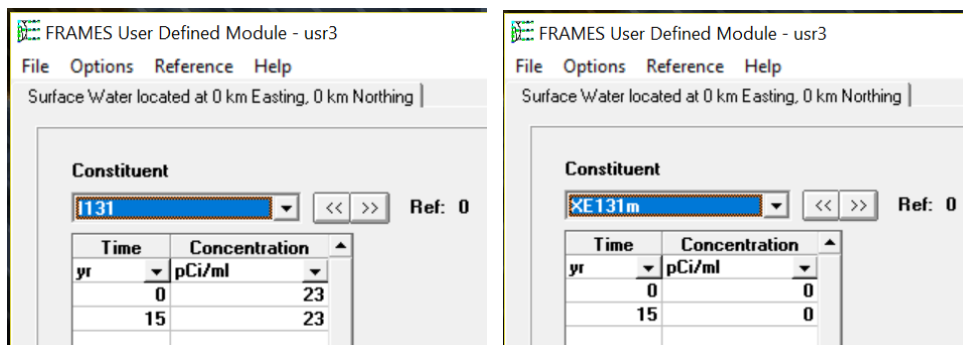 FRAMES User Defined Module - usr3
File Options Reference Help
Surface Water located at 0 km Easting, 0 km Northing
Constituent
I131 << >> Ref: 0
Time Concentration
yr pCi/ml
0 23
15 23
FRAMES User Defined Module - usr3
File Options Reference Help
Surface Water located at 0 km Easting, 0 km Northing
Constituent
XE131m << >> Ref: 0
Time Concentration
yr pCi/ml
0 0
15 0